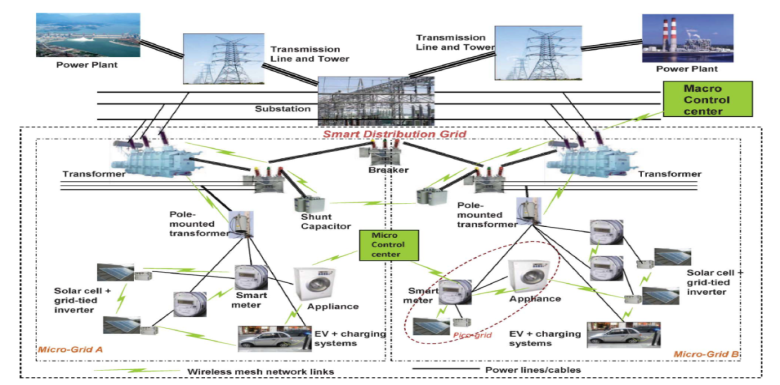 Transmission
Line and Tower
Transmission
Line and Tower
Power Plant
Power Plant
Substation
Macro
Control
center
Smart Distribution Grid
Transformer
Breaker
Transformer
Shunt
Capacitor
Pole-
mounted
transformer
Pole-
mounted
transformer
Micro
Control
center
Solar cell +
grid-tied
inverter
Smart
meter
Appliance
Smart
meter
Appliance
Solar cell +
grid-tied
inverter
EV + charging
systems
Pico-grid
EV + charging
systems
Micro-Grid A
Micro-Grid B
Wireless mesh network links
Power lines/cables